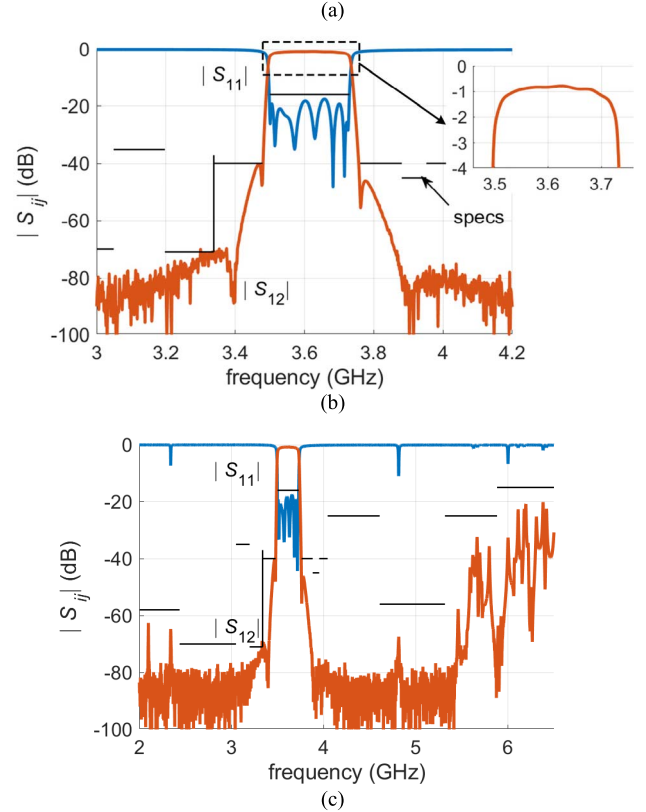 (a)
0
-20
-40
-60
-80
-100
| S ij| (dB)
| S11|
| S12|
specs
0
-1
-2
-3
-4
3.5
3.6
3.7
3
3.2
3.4
3.6
3.8
4
4.2
frequency (GHz)
(b)
0
-20
-40
-60
-80
-100
| S ij| (dB)
| S11|
| S12|
2
3
4
5
6
frequency (GHz)
(c)